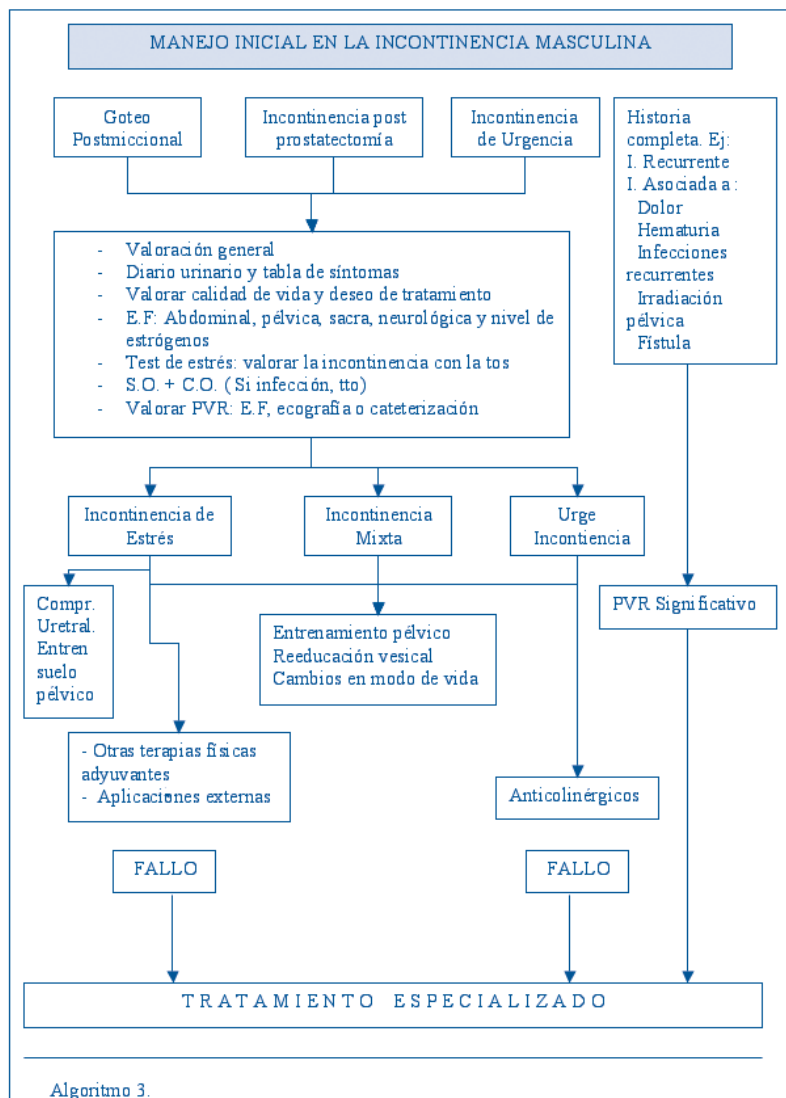 MANEJO INICIAL EN LA INCONTINENCIA MASCULINA
Goteo
Postmiccional
Incontinencia post
prostatectomía
Incontinencia
de Urgencia
Historia
completa. Ej:
I. Recurrente
I. Asociada a :
Dolor
Hematuria
Infecciones
recurrentes
Irradiación
pélvica
Fístula
- Valoración general
- Diario urinario y tabla de síntomas
- Valorar calidad de vida y deseo de tratamiento
- E.F: Abdominal, pélvica, sacra, neurológica y nivel de
estrógenos
- Test de estrés: valorar la incontinencia con la tos
- S.O. + C.O. ( Si infección, tto)
- Valorar PVR: E.F, ecografía o cateterización
Incontinencia de
Estrés
Incontinencia
Mixta
Urge
Incontiencia
Compr.
Uretral.
Entren
suelo
pélvico
Entrenamiento pélvico
Reeducación vesical
Cambios en modo de vida
PVR Significativo
- Otras terapias físicas
adyuvantes
- Aplicaciones externas
Anticolinérgicos
FALLO
FALLO
TRATAMIENTO ESPECIALIZADO
Algoritmo 3.